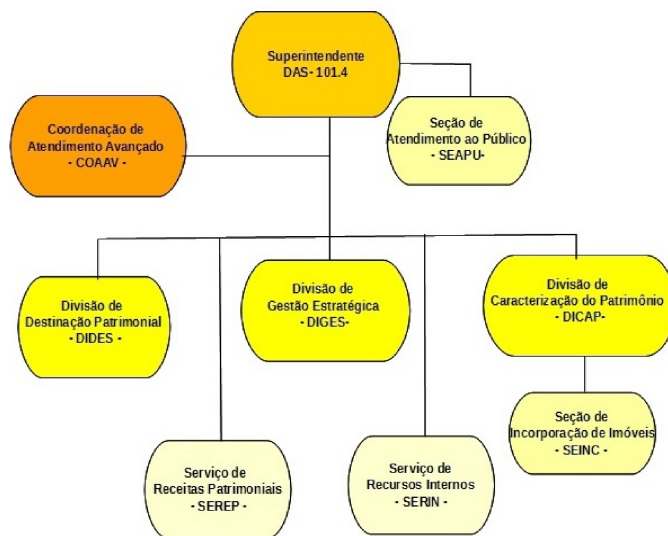 Superintendente
DAS- 101.4
Coordenação de
Atendimento Avançado
- COAAV -
Seção de
Atendimento ao Público
- SEAPU-
Divisão de
Destinação Patrimonial
- DIDES -
Divisão de
Gestão Estratégica
- DIGES-
Divisão de
Caracterização do Patrimônio
- DICAP-
Seção de
Incorporação de Imóveis
- SEINC -
Serviço de
Receitas Patrimoniais
- SEREP -
Serviço de
Recursos Internos
- SERIN -